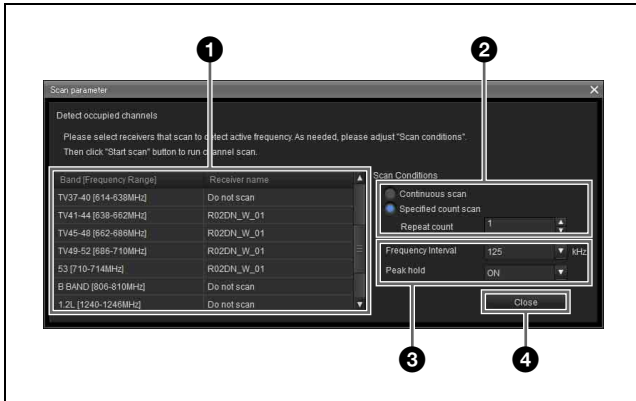 1
2
Scan parameter
Detect occupied channels
Please select receivers that scan to detect active frequency. As needed, please adjust "Scan conditions".
Then click "Start scan" button to run channel scan.
Band [Frequency Range] Receiver name
TV37-40 [614-638MHz] Do not scan
TV41-44 [638-662MHz] R02DN_W_01
TV45-48 [662-686MHz] R02DN_W_01
TV49-52 [686-710MHz] R02DN_W_01
53 [710-714MHz] R02DN_W_01
B BAND [806-810MHz] Do not scan
1.2L [1240-1246MHz] Do not scan
Scan Conditions
Continuous scan
Specified count scan
Repeat count 1
Frequency Interval 125 kHz
Peak hold ON
Close
3
4